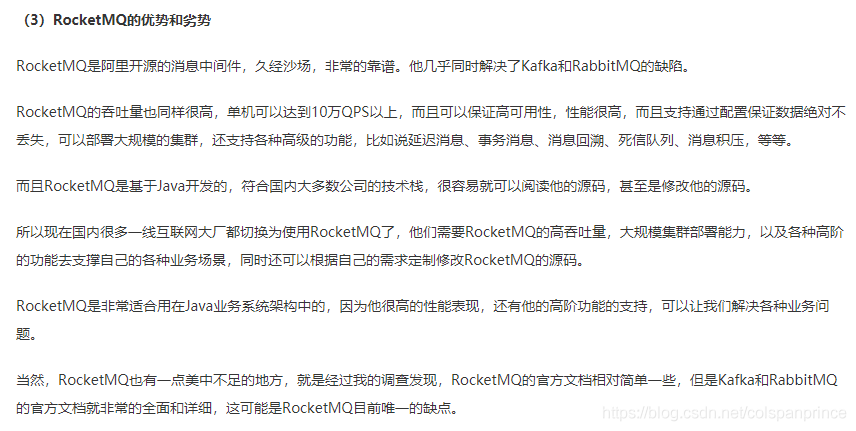 （3）RocketMQ的优势和劣势
RocketMQ是阿里开源的消息中间件，久经沙场，非常的靠谱。他几乎同时解决了Kafka和RabbitMQ的缺陷。
RocketMQ的吞吐量也同样很高，单机可以达到10万QPS以上，而且可以保证高可用性，性能很高，而且支持通过配置保证数据绝对不
丢失，可以部署大规模的集群，还支持各种高级的功能，比如说延迟消息、事务消息、消息回溯、死信队列、消息积压，等等。
而且RocketMQ是基于Java开发的，符合国内大多数公司的技术栈，很容易就可以阅读他的源码，甚至是修改他的源码。
所以现在国内很多一线互联网大厂都切换为使用RocketMQ了，他们需要RocketMQ的高吞吐量，大规模集群部署能力，以及各种高阶
的功能去支撑自己的各种业务场景，同时还可以根据自己的需求定制修改RocketMQ的源码。
RocketMQ是非常适合用在Java业务系统架构中的，因为他很高的性能表现，还有他的高阶功能的支持，可以让我们解决各种业务问
题。
当然，RocketMQ也有一点美中不足的地方，就是经过我的调查发现，RocketMQ的官方文档相对简单一些，但是Kafka和RabbitMQ
的官方文档就非常的全面和详细，这可能是RocketMQ目前唯一的缺点。
https://blog.csdn.net/colspanprince